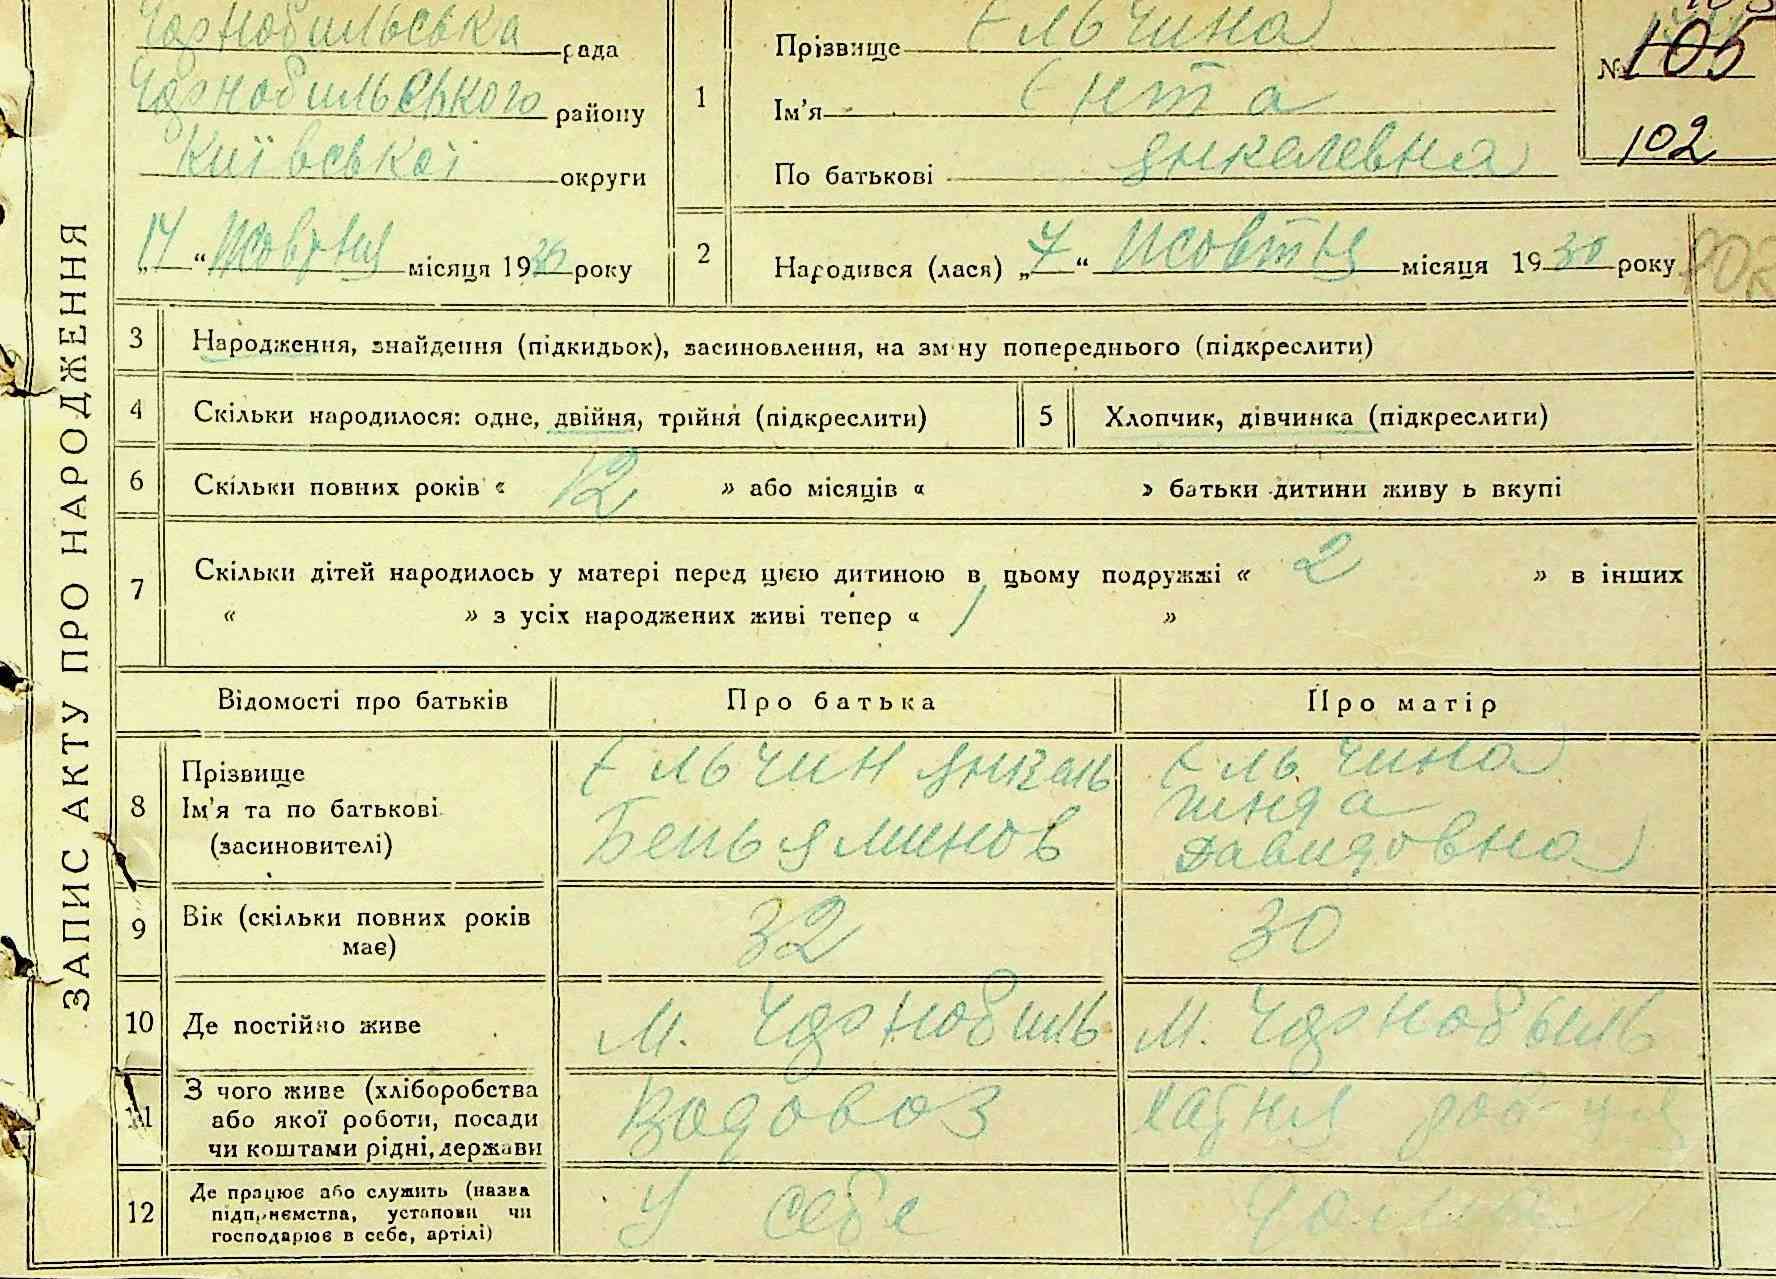 Чорнобильська рада
Чорнобильського району
Київської округи
„14“ Жовтня місяця 1930 року
1
Прізвище Ельчина
Ім'я Ента
По батькові Янкелевна
№ 105
102
2
Народився (лася) „7“ Жовтня місяця 1930 року
ЗАПИС АКТУ ПРО НАРОДЖЕННЯ
3 Народження, знайдення (підкидьок), засиновлення, на зміну попереднього (підкреслити)
4 Скільки народилося: одне, двійня, трійня (підкреслити)
5 Хлопчик, дівчинка (підкреслити)
6 Скільки повних років « 12 » або місяців « » батьки дитини живуть вкупі
7 Скільки дітей народилось у матері перед цією дитиною в цьому подружжі « 2 » в інших
« » з усіх народжених живі тепер « 1 »
Відомості про батьків Про батька Про матір
8
Прізвище
Ім'я та по батькові
(засиновителі)
Ельчин Янкель
Беньяминов
Ельчина
Гинда
Давидовна
9
Вік (скільки повних років
має)
32
30
10 Де постійно живе
м. Чорнобиль
м. Чорнобыль
11
З чого живе (хліборобства
або якої роботи, посади
чи коштами рідні, держави
Водовоз
Хатня
12
Де працює або служить (назва
підприємства, установи чи
господарює в себе, артілі)
У себе